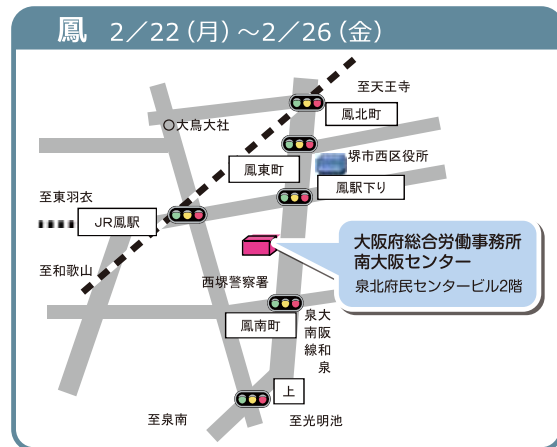 鳳 2／22（月）～2／26（金）
至天王寺
鳳北町
大鳥大社
堺市西区役所
鳳東町
鳳駅下り
至東羽衣
JR鳳駅
大阪府総合労働事務所
南大阪センター
泉北府民センタービル2階
至和歌山
西堺警察署
鳳南町
大阪和泉
泉南線
上
至泉南
至光明池